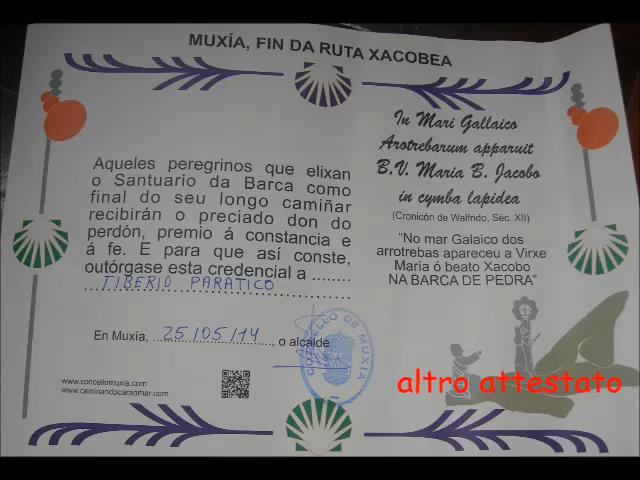 MUXÍA, FIN DA RUTA XACOBEA
Aqueles peregrinos que elixan
o Santuario da Barca como
final do seu longo camiñar
recibirán o preciado don do
perdón, premio á constancia e
á fe. E para que así conste,
outórgase esta credencial a ........
TIBERIO PARATICO
En Muxía, 25/05/14, o alcalde
CONCELLO DE MUXIA
www.concellomuxia.com
www.caminandocaraomar.com
In Mari Gallaico
Arotrebarum apparuit
B.V. Maria B. Jacobo
in cymba lapidea
(Cronicón de Walfrido, Séc. XII)
"No mar Galaico dos
arrotrebas apareceu a Virxe
Maria ó beato Xacobo
NA BARCA DE PEDRA"
altro attestato